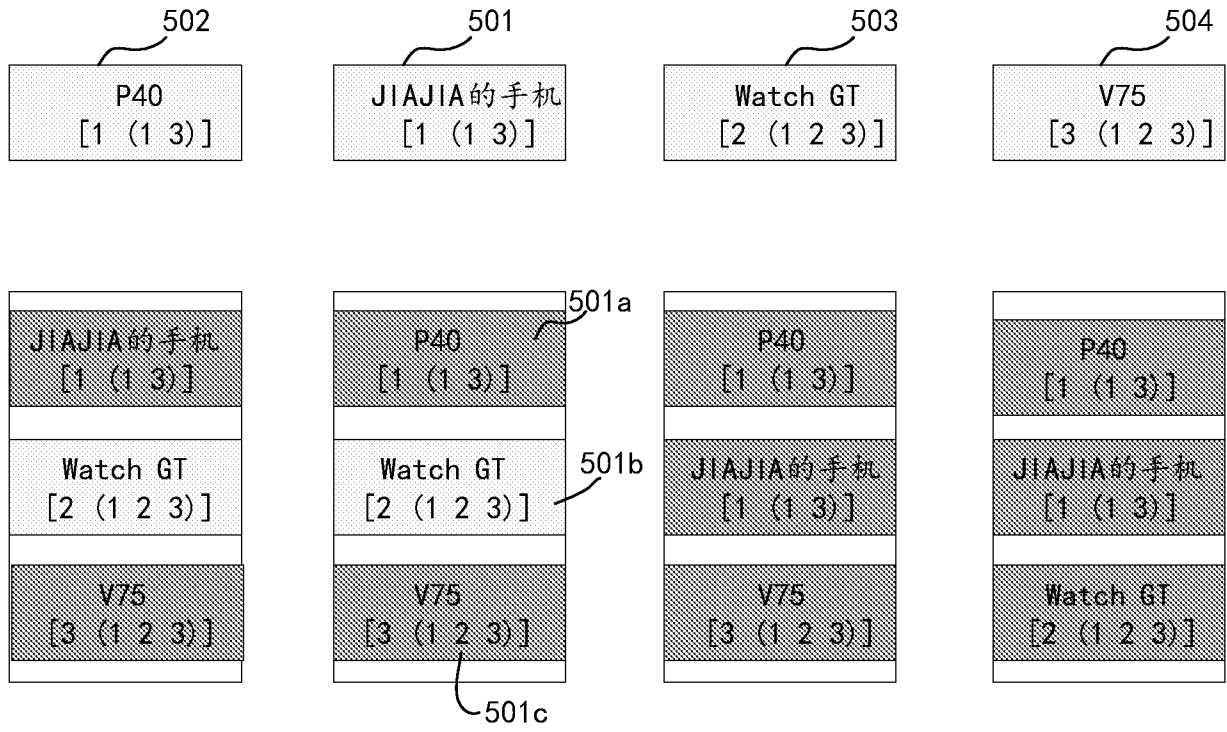 502
501
503
504
P40
[1 (1 3)]
JIAJIA的手机
[1 (1 3)]
Watch GT
[2 (1 2 3)]
V75
[3 (1 2 3)]
JIAJIA的手机
[1 (1 3)]
Watch GT
[2 (1 2 3)]
V75
[3 (1 2 3)]
501a
P40
[1 (1 3)]
501b
Watch GT
[2 (1 2 3)]
V75
[3 (1 2 3)]
501c
P40
[1 (1 3)]
JIAJIA的手机
[1 (1 3)]
V75
[3 (1 2 3)]
P40
[1 (1 3)]
JIAJIA的手机
[1 (1 3)]
Watch GT
[2 (1 2 3)]